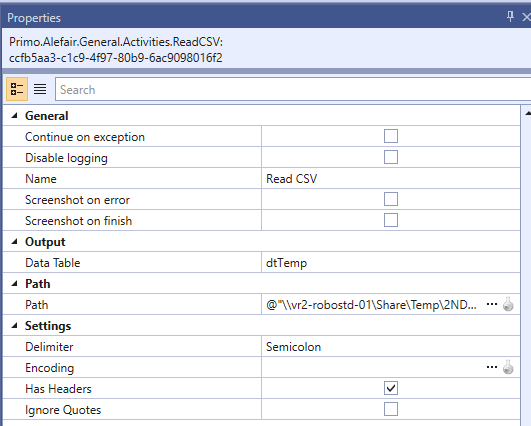 Properties
Primo.Alefair.General.Activities.ReadCSV:
ccfb5aa3-c1c9-4f97-80b9-6ac9098016f2
Search
General
Continue on exception
Disable logging
Name Read CSV
Screenshot on error
Screenshot on finish
Output
Data Table dtTemp
Path
Path @"\\vr2-robostd-01\Share\Temp\2ND... ...
Settings
Delimiter Semicolon
Encoding ...
Has Headers
Ignore Quotes